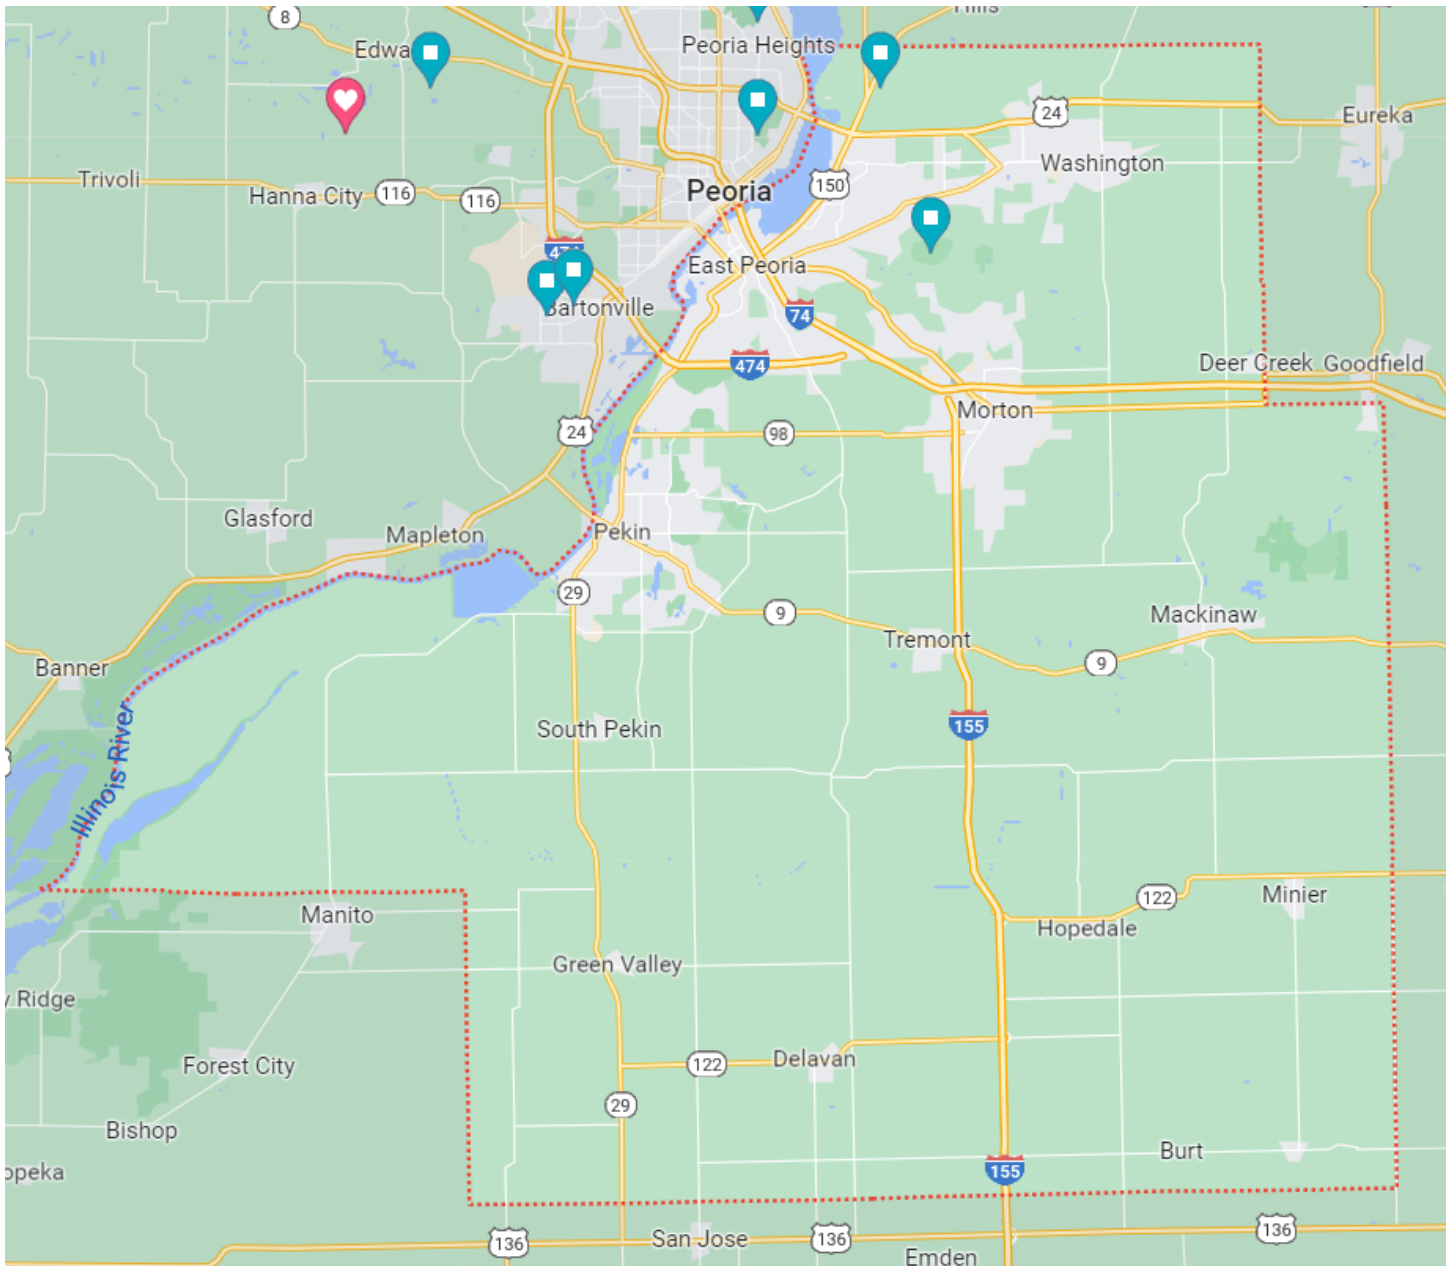 Hills
8
Edwa
Peoria Heights
24
Eureka
Washington
Trivoli
Hanna City
116
116
Peoria
150
474
East Peoria
Bartonville
74
474
Deer Creek
Goodfield
Morton
24
98
Glasford
Mapleton
Pekin
29
9
Mackinaw
Tremont
9
Banner
South Pekin
155
Illinois River
Manito
122
Minier
Hopedale
Green Valley
y Ridge
Forest City
122
Delavan
29
Bishop
Burt
opeka
155
136
San Jose
136
136
Emden